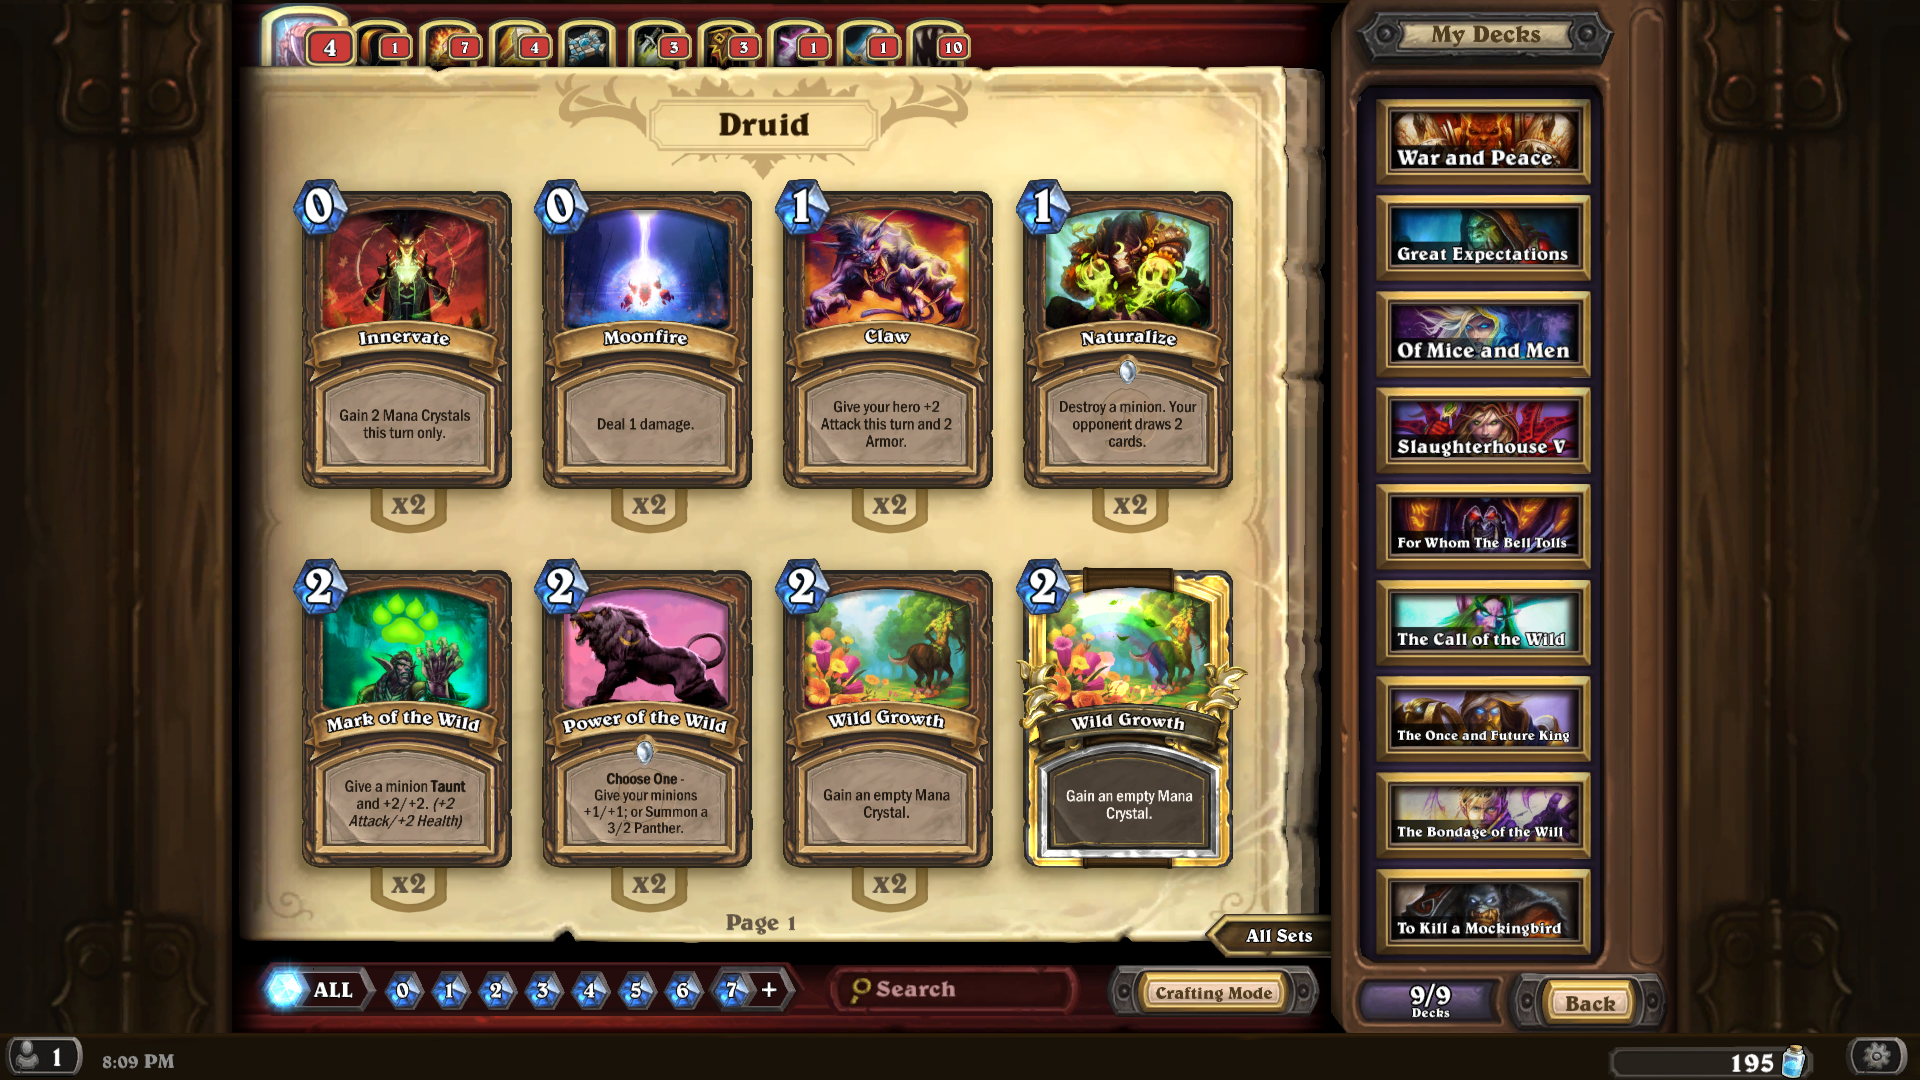 4
1
7
4
3
3
1
1
10
My Decks
Druid
0
Innervate
Gain 2 Mana Crystals
this turn only.
x2
0
Moonfire
Deal 1 damage.
x2
1
Claw
Give your hero +2
Attack this turn and 2
Armor.
x2
1
Naturalize
Destroy a minion. Your
opponent draws 2
cards.
x2
2
Mark of the Wild
Give a minion Taunt
and +2/+2. (+2
Attack/+2 Health)
x2
2
Power of the Wild
Choose One -
Give your minions
+1/+1; or Summon a
3/2 Panther.
x2
2
Wild Growth
Gain an empty Mana
Crystal.
x2
2
Wild Growth
Gain an empty Mana
Crystal.
Page 1
All Sets
War and Peace
Great Expectations
Of Mice and Men
Slaughterhouse V
For Whom The Bell Tolls
The Call of the Wild
The Once and Future King
The Bondage of the Will
To Kill a Mockingbird
ALL
0
1
2
3
4
5
6
7 +
Search
Crafting Mode
9/9
Decks
Back
1
8:09 PM
195